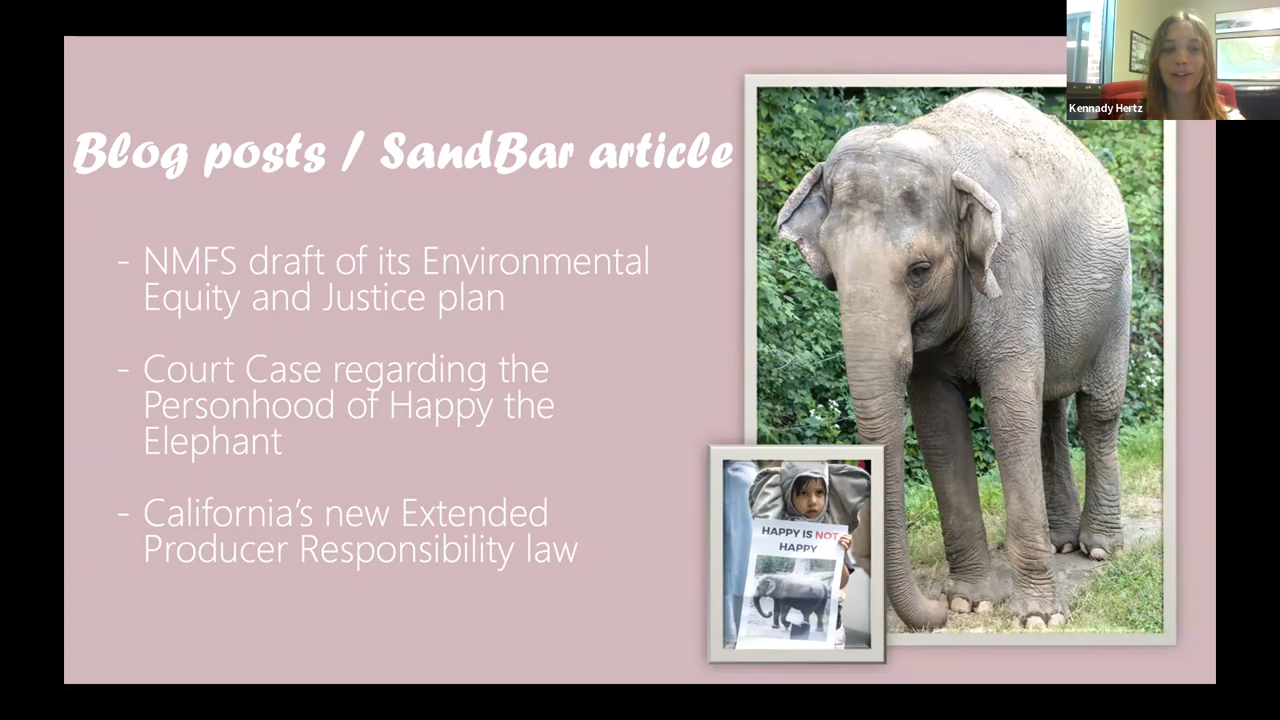 Kennady Hertz
Blog posts / SandBar article
- NMFS draft of its Environmental
Equity and Justice plan
- Court Case regarding the
Personhood of Happy the
Elephant
- California's new Extended
Producer Responsibility law
HAPPY IS NOT
HAPPY